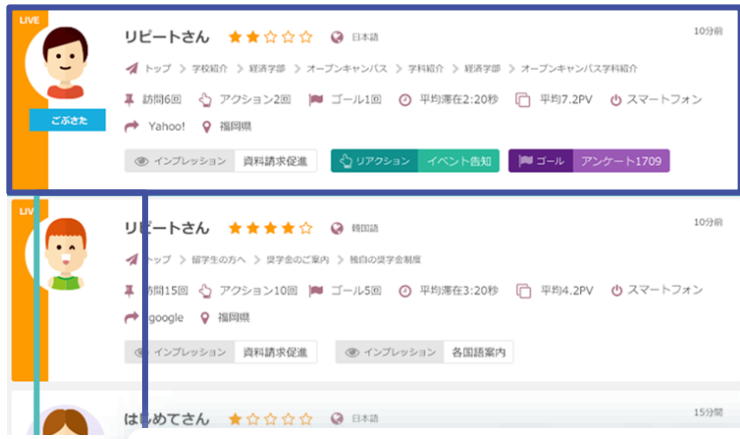 LIVE
リピートさん ★★☆☆☆ 日本語
10分前
トップ > 学校紹介 > 経済学部 > オープンキャンパス > 学科紹介 > 経済学部 > オープンキャンパス学科紹介
訪問6回 アクション2回 ゴール1回 平均滞在2:20秒 平均7.2PV スマートフォン
ごぶさた
Yahoo! 福岡県
インプレッション 資料請求促進 リアクション イベント告知 ゴール アンケート1709
LIVE
リピートさん ★★★★☆ 韓国語
10分前
トップ > 留学生の方へ > 奨学金のご案内 > 独自の奨学金制度
訪問15回 アクション10回 ゴール5回 平均滞在3:20秒 平均4.2PV スマートフォン
google 福岡県
インプレッション 資料請求促進 インプレッション 各国語案内
はじめてさん ★☆☆☆☆ 日本語
15分間